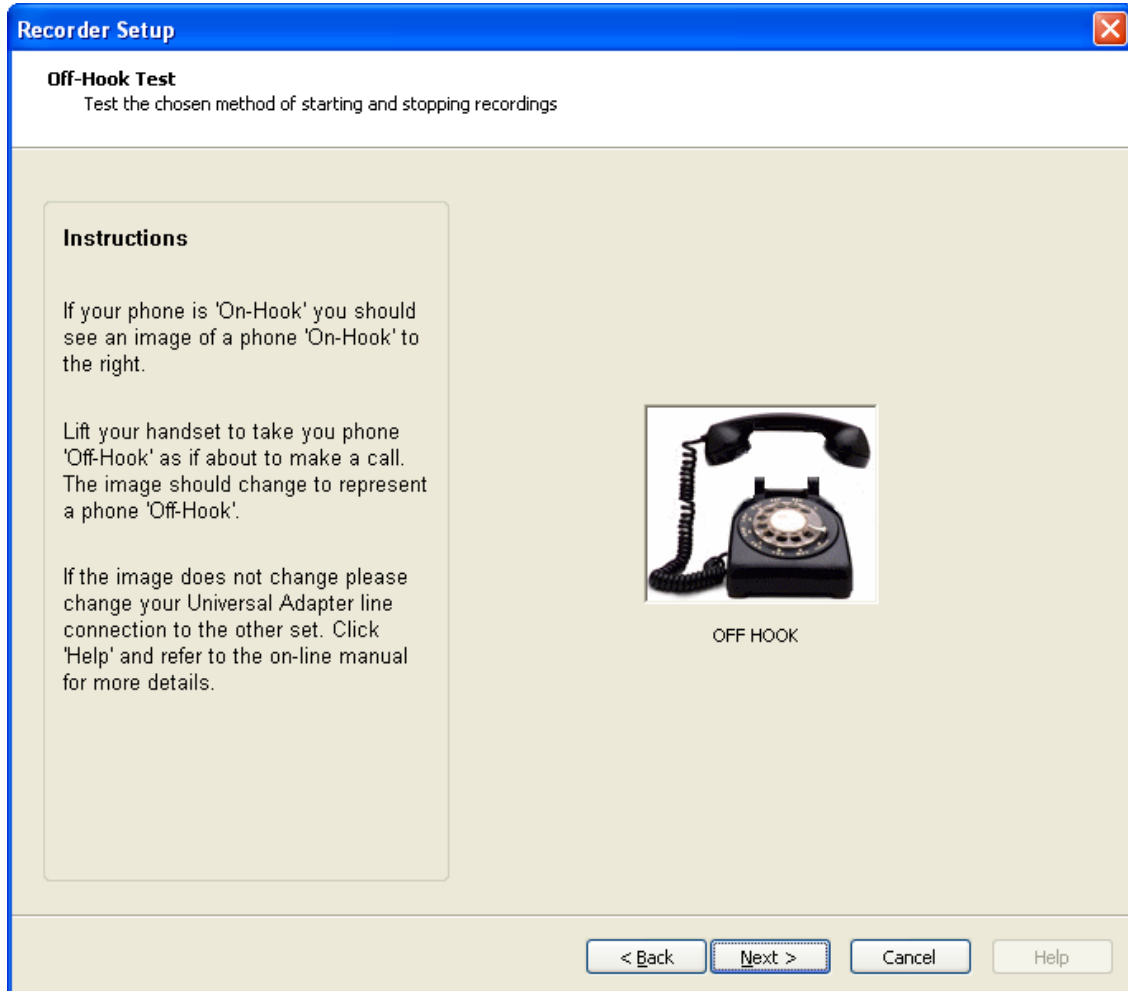 Recorder Setup
Off-Hook Test
Test the chosen method of starting and stopping recordings
Instructions
If your phone is 'On-Hook' you should
see an image of a phone 'On-Hook' to
the right.
Lift your handset to take you phone
'Off-Hook' as if about to make a call.
The image should change to represent
a phone 'Off-Hook'.
If the image does not change please
change your Universal Adapter line
connection to the other set. Click
'Help' and refer to the on-line manual
for more details.
OFF HOOK
< Back Next > Cancel Help